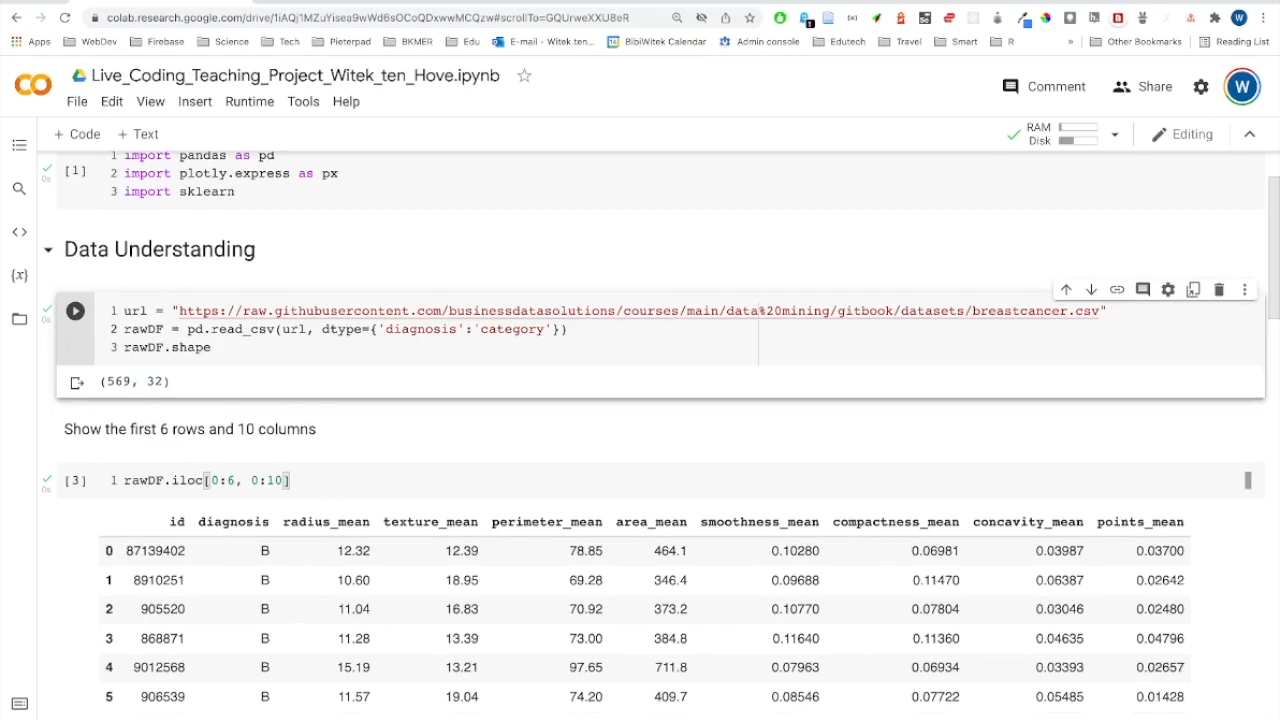 colab.research.google.com/drive/1iAQj1MZuYisea9wWd6sOCoQDxwwMCQzw#scrollTo=GQUrweXXU8eR
W
Apps WebDev Firebase Science Tech Pieterpad BKMER Edu E-mail - Witek.ten... BibiWitek Calendar Admin console Edutech Travel Smart R » Other Bookmarks Reading List
CO Live_Coding_Teaching_Project_Witek_ten_Hove.ipynb Comment Share W
File Edit View Insert Runtime Tools Help
+ Code + Text RAM Disk Editing
[1] 1 import pandas as pd
2 import plotly.express as px
3 import sklearn
Data Understanding
1 url = "https://raw.githubusercontent.com/businessdatasolutions/courses/main/data%20mining/gitbook/datasets/breastcancer.csv"
2 rawDF = pd.read_csv(url, dtype={'diagnosis':'category'})
3 rawDF.shape
(569, 32)
Show the first 6 rows and 10 columns
[3] 1 rawDF.iloc[0:6, 0:10]
id diagnosis radius_mean texture_mean perimeter_mean area_mean smoothness_mean compactness_mean concavity_mean points_mean
0 87139402 B 12.32 12.39 78.85 464.1 0.10280 0.06981 0.03987 0.03700
1 8910251 B 10.60 18.95 69.28 346.4 0.09688 0.11470 0.06387 0.02642
2 905520 B 11.04 16.83 70.92 373.2 0.10770 0.07804 0.03046 0.02480
3 868871 B 11.28 13.39 73.00 384.8 0.11640 0.11360 0.04635 0.04796
4 9012568 B 15.19 13.21 97.65 711.8 0.07963 0.06934 0.03393 0.02657
5 906539 B 11.57 19.04 74.20 409.7 0.08546 0.07722 0.05485 0.01428